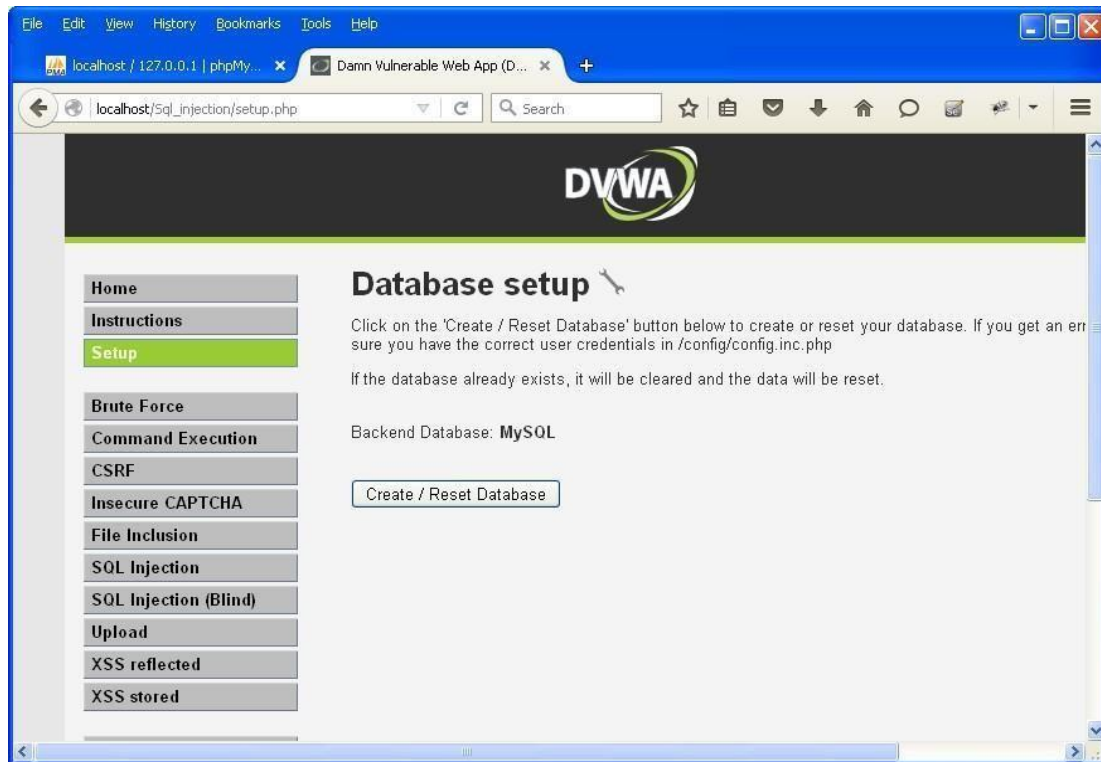 File Edit View History Bookmarks Tools Help
localhost / 127.0.0.1 | phpMy...
Damn Vulnerable Web App (D...
localhost/Sql_injection/setup.php
Search
DVWA
Home
Instructions
Setup
Brute Force
Command Execution
CSRF
Insecure CAPTCHA
File Inclusion
SQL Injection
SQL Injection (Blind)
Upload
XSS reflected
XSS stored
Database setup
Click on the 'Create / Reset Database' button below to create or reset your database. If you get an err
sure you have the correct user credentials in /config/config.inc.php
If the database already exists, it will be cleared and the data will be reset.
Backend Database: MySQL
Create / Reset Database